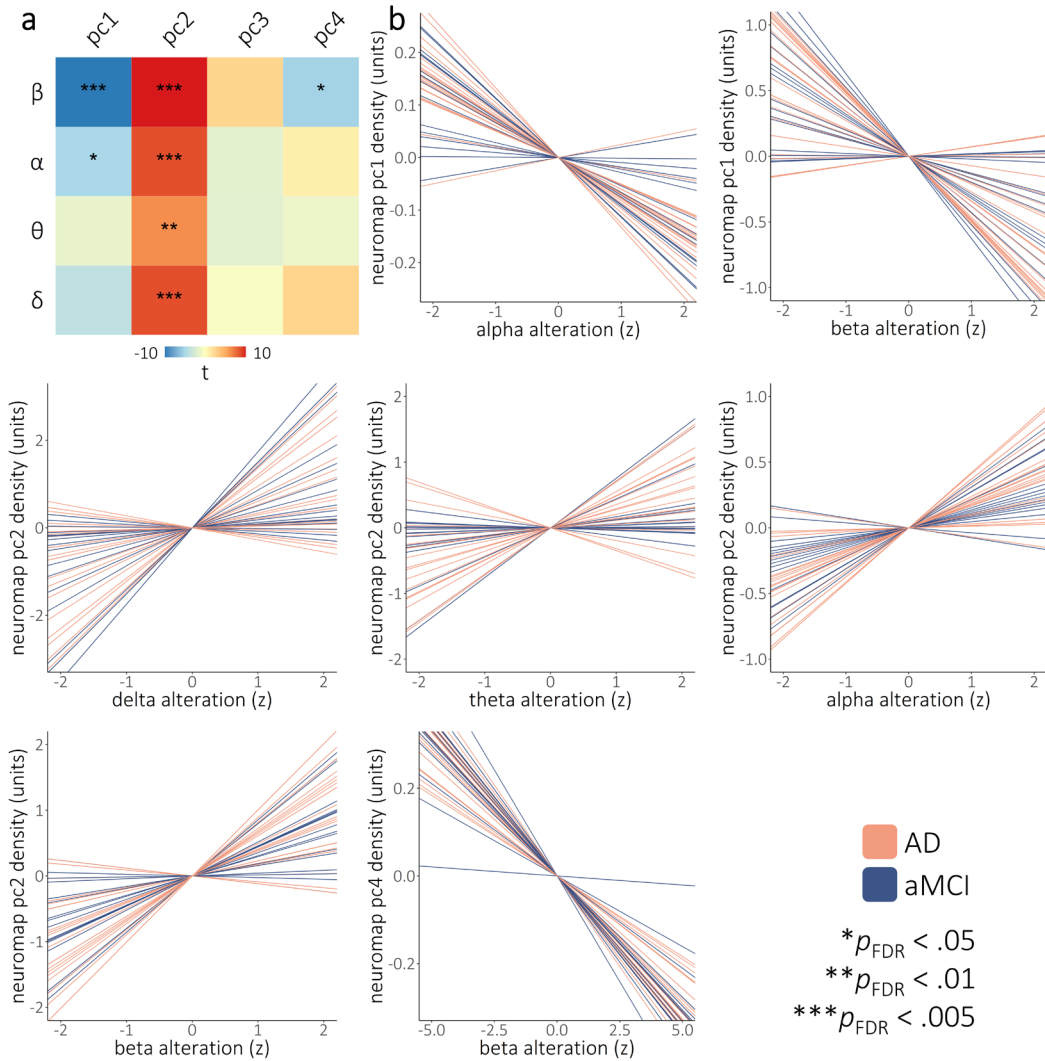 a
pc1 pc2 pc3 pc4
β *** *** *
α * ***
θ **
δ ***
-10 10
t
b
neuromap pc1 density (units)
0.2
0.1
0.0
-0.1
-0.2
-2 -1 0 1 2
alpha alteration (z)
neuromap pc1 density (units)
1.0
0.5
0.0
-0.5
-1.0
-2 -1 0 1 2
beta alteration (z)
neuromap pc2 density (units)
2
0
-2
-2 -1 0 1 2
delta alteration (z)
neuromap pc2 density (units)
2
1
0
-1
-2
-2 -1 0 1 2
theta alteration (z)
neuromap pc2 density (units)
1.0
0.5
0.0
-0.5
-1.0
-2 -1 0 1 2
alpha alteration (z)
neuromap pc2 density (units)
2
1
0
-1
-2
-2 -1 0 1 2
beta alteration (z)
neuromap pc4 density (units)
0.2
0.0
-0.2
-5.0 -2.5 0 2.5 5.0
beta alteration (z)
AD
aMCI
*pFDR < .05
**pFDR < .01
***pFDR < .005